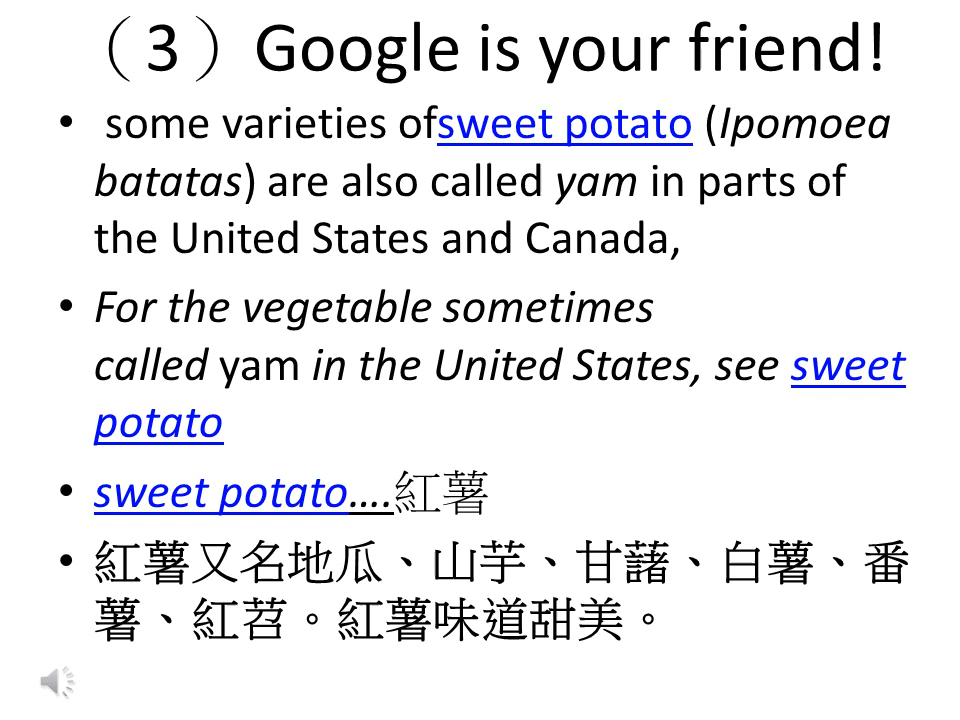 （3）Google is your friend!
• some varieties ofsweet potato (Ipomoea
batatas) are also called yam in parts of
the United States and Canada,
• For the vegetable sometimes
called yam in the United States, see sweet
potato
• sweet potato….紅薯
• 紅薯又名地瓜、山芋、甘藷、白薯、番
薯、紅苕。紅薯味道甜美。